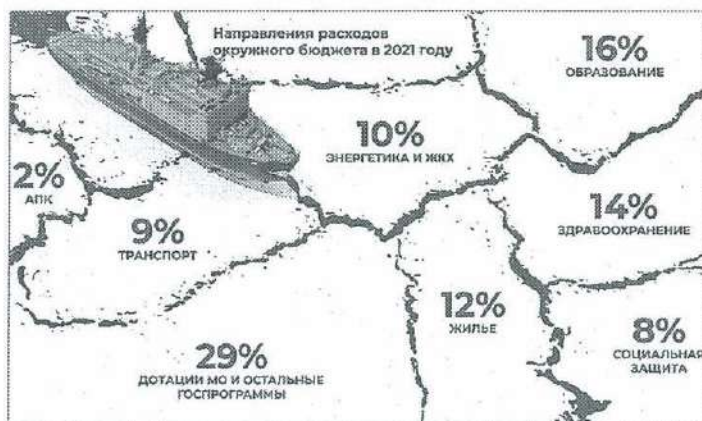 Направления расходов
окружного бюджета в 2021 году
16%
ОБРАЗОВАНИЕ
10%
ЭНЕРГЕТИКА И ЖКХ
2%
АПК
14%
ЗДРАВООХРАНЕНИЕ
9%
ТРАНСПОРТ
12%
ЖИЛЬЕ
8%
СОЦИАЛЬНАЯ
ЗАЩИТА
29%
ДОТАЦИИ МО И ОСТАЛЬНЫЕ
ГОСПРОГРАММЫ